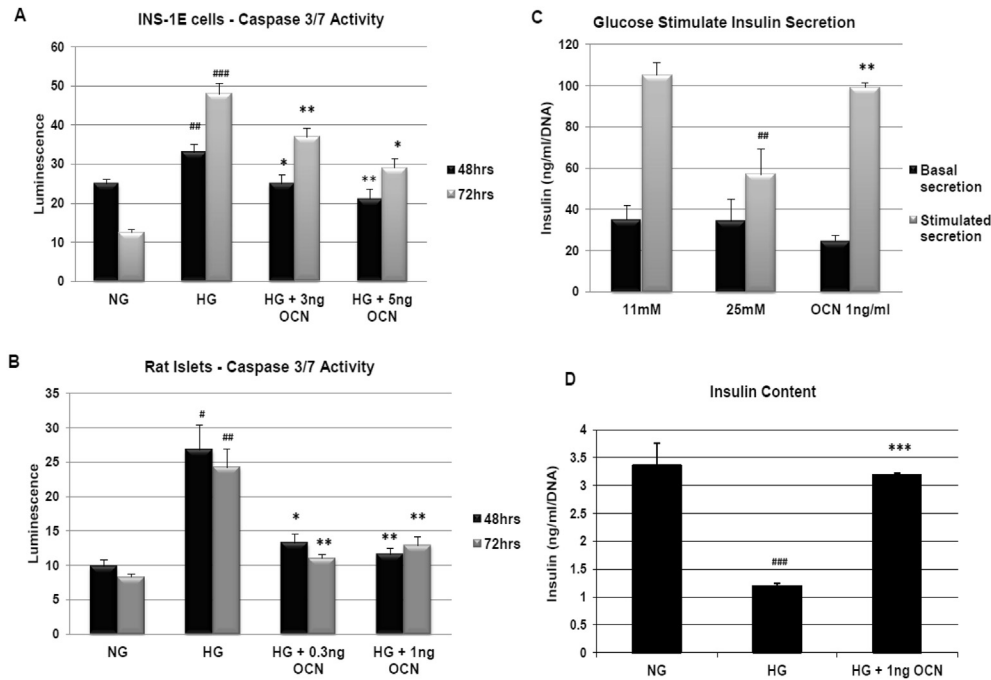 A
INS-1E cells - Caspase 3/7 Activity
Luminescence
60
50
40
30
20
10
0
##
###
*
**
**
*
NG
HG
HG + 3ng
OCN
HG + 5ng
OCN
48hrs
72hrs
B
Rat Islets - Caspase 3/7 Activity
Luminescence
35
30
25
20
15
10
5
0
#
##
*
**
**
**
NG
HG
HG + 0.3ng
OCN
HG + 1ng
OCN
48hrs
72hrs
C
Glucose Stimulate Insulin Secretion
Insulin (ng/ml/DNA)
120
100
80
60
40
20
0
##
**
11mM
25mM
OCN 1ng/ml
Basal
secretion
Stimulated
secretion
D
Insulin Content
Insulin (ng/ml/DNA)
4
3.5
3
2.5
2
1.5
1
0.5
0
###
***
NG
HG
HG + 1ng OCN